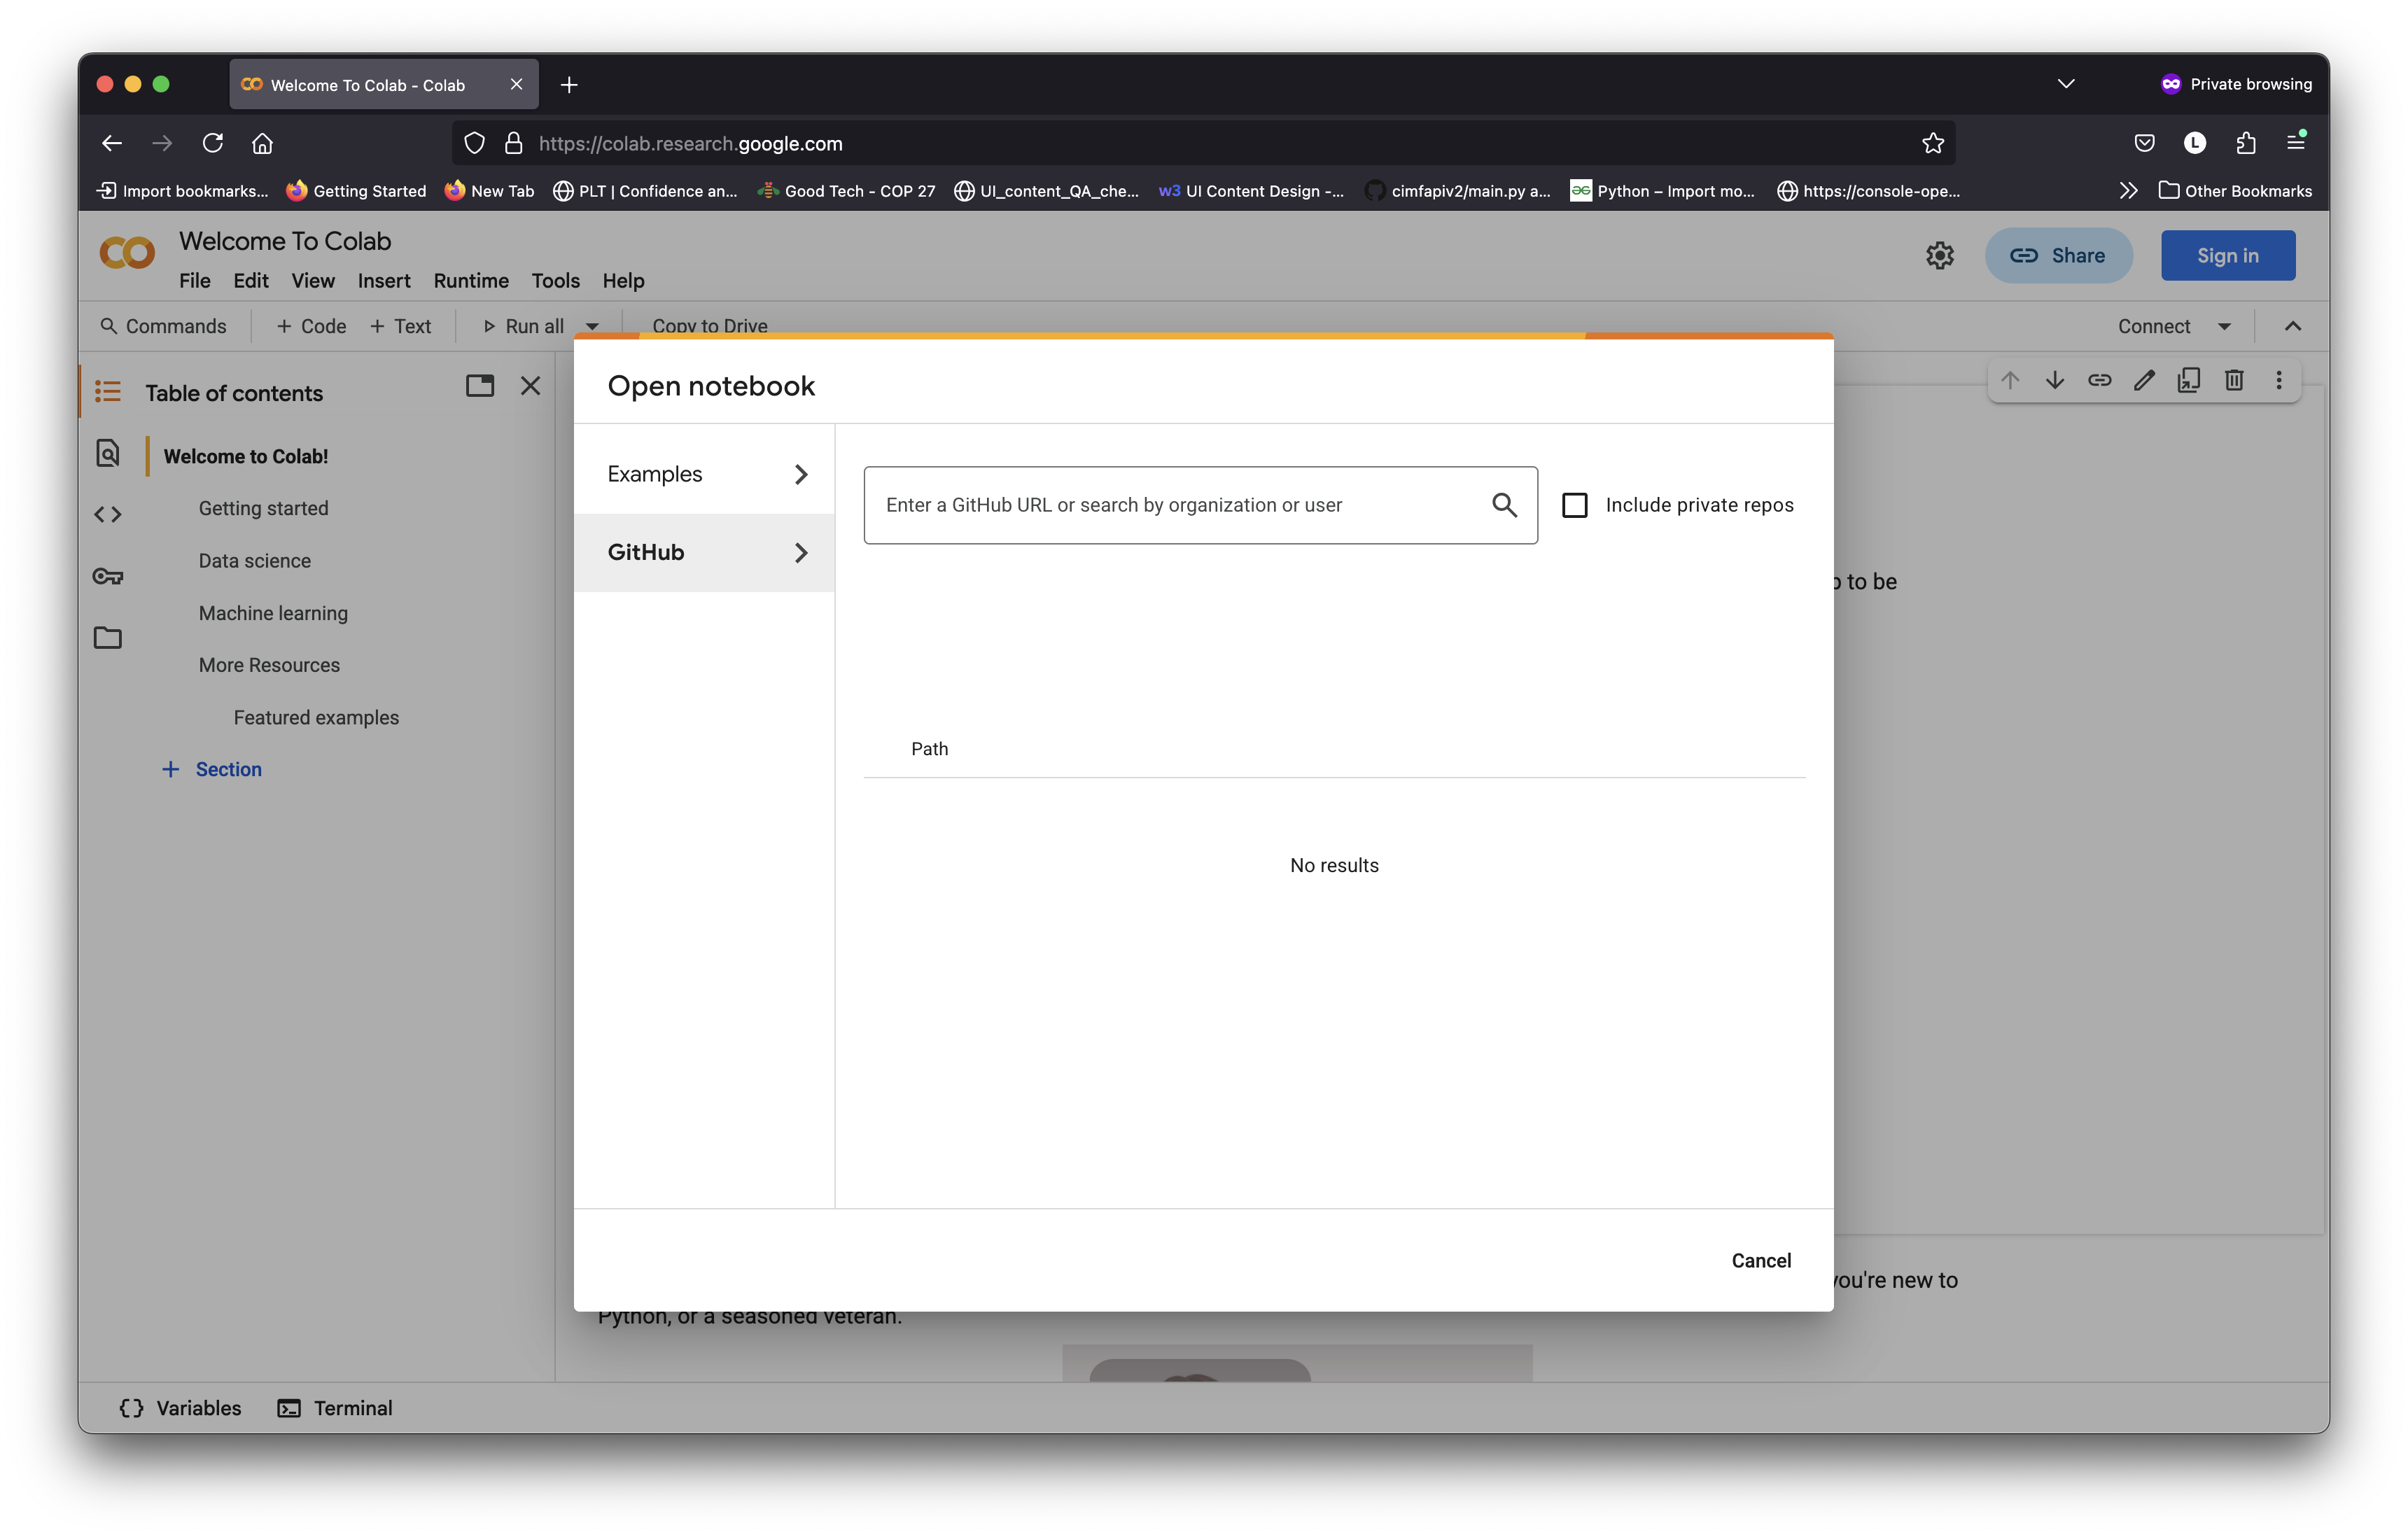 Welcome To Colab - Colab
Private browsing
https://colab.research.google.com
L
Import bookmarks...
Getting Started
New Tab
PLT | Confidence an...
Good Tech - COP 27
UI_content_QA_che...
w3 UI Content Design -...
cimfapiv2/main.py a...
Python – Import mo...
https://console-ope...
Other Bookmarks
Welcome To Colab
File Edit View Insert Runtime Tools Help
Share
Sign in
Commands
+ Code + Text
Run all
Copy to Drive
Connect
Table of contents
Welcome to Colab!
Getting started
Data science
Machine learning
More Resources
Featured examples
+ Section
Open notebook
Examples
GitHub
Enter a GitHub URL or search by organization or user
Include private repos
Path
No results
Cancel
to be
you're new to
Python, or a seasoned veteran.
Variables
Terminal